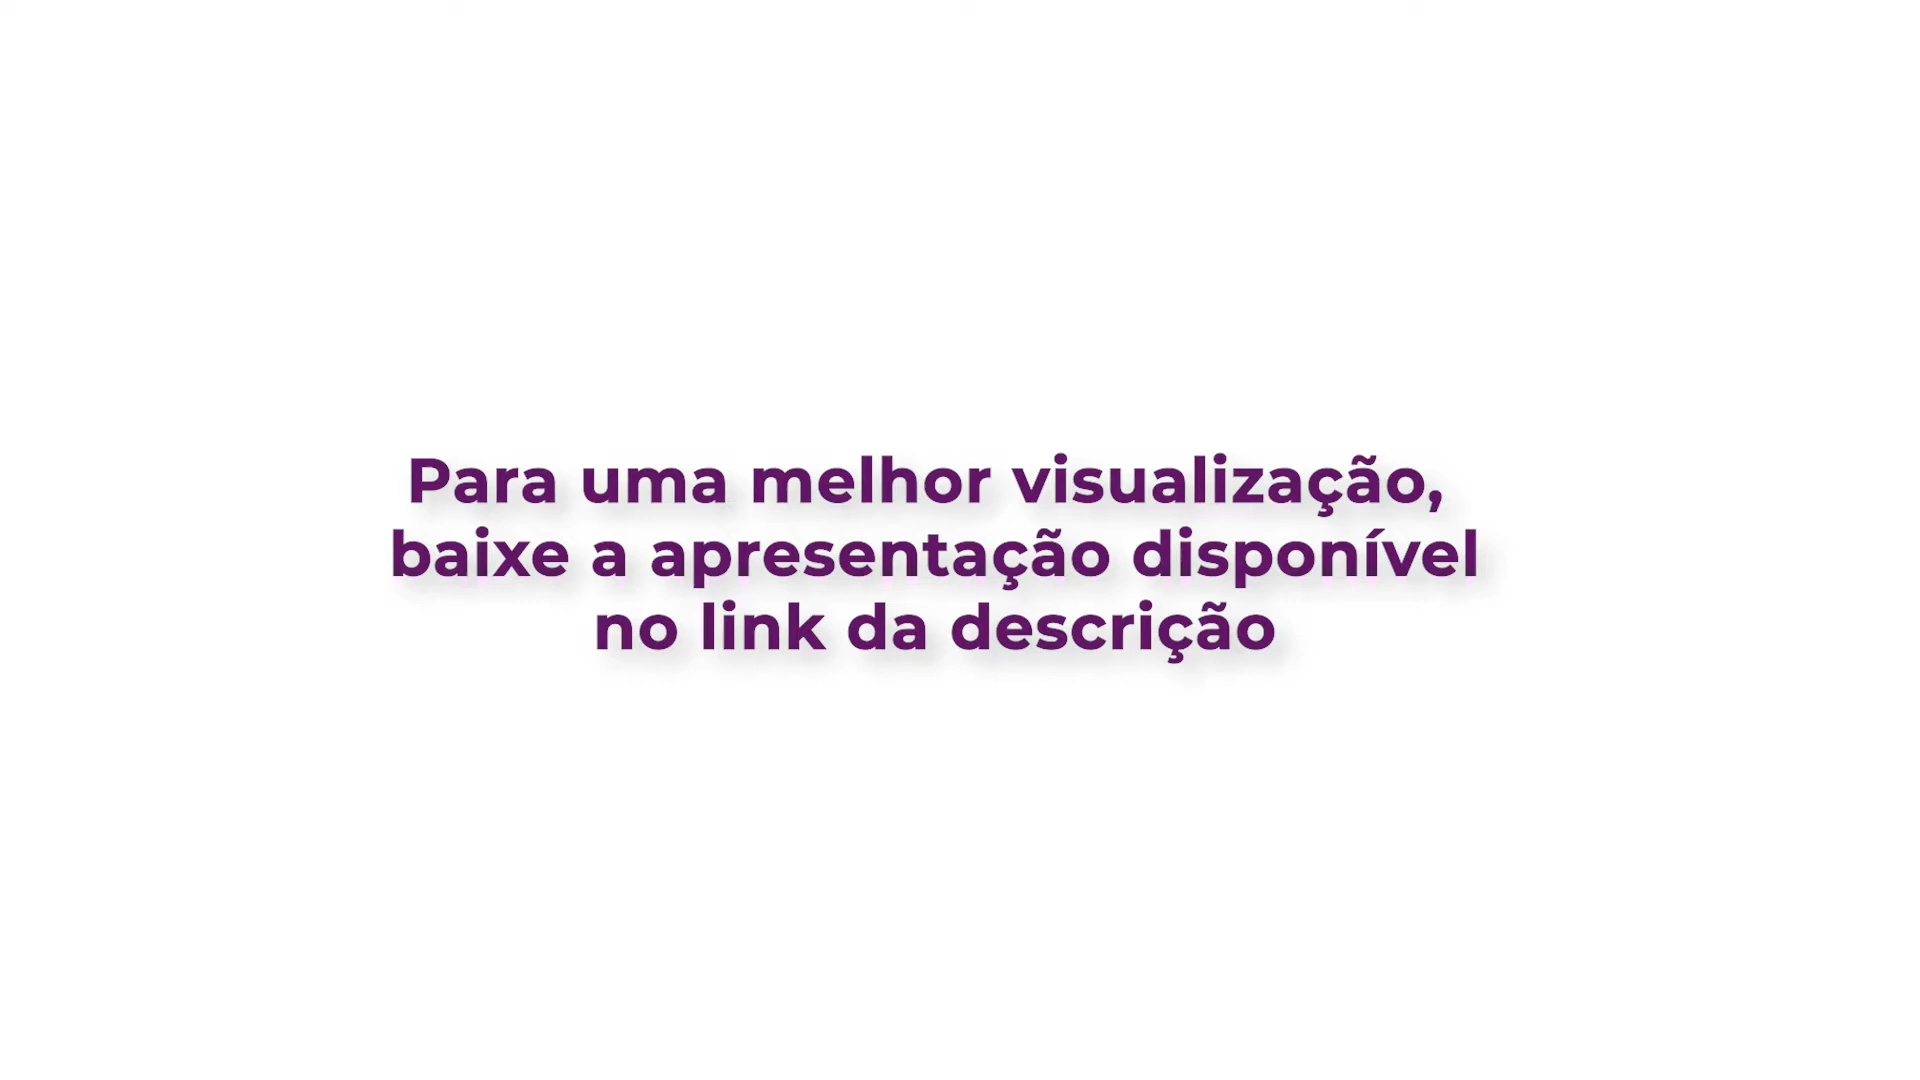 Para uma melhor visualização,
baixe a apresentação disponível
no link da descrição